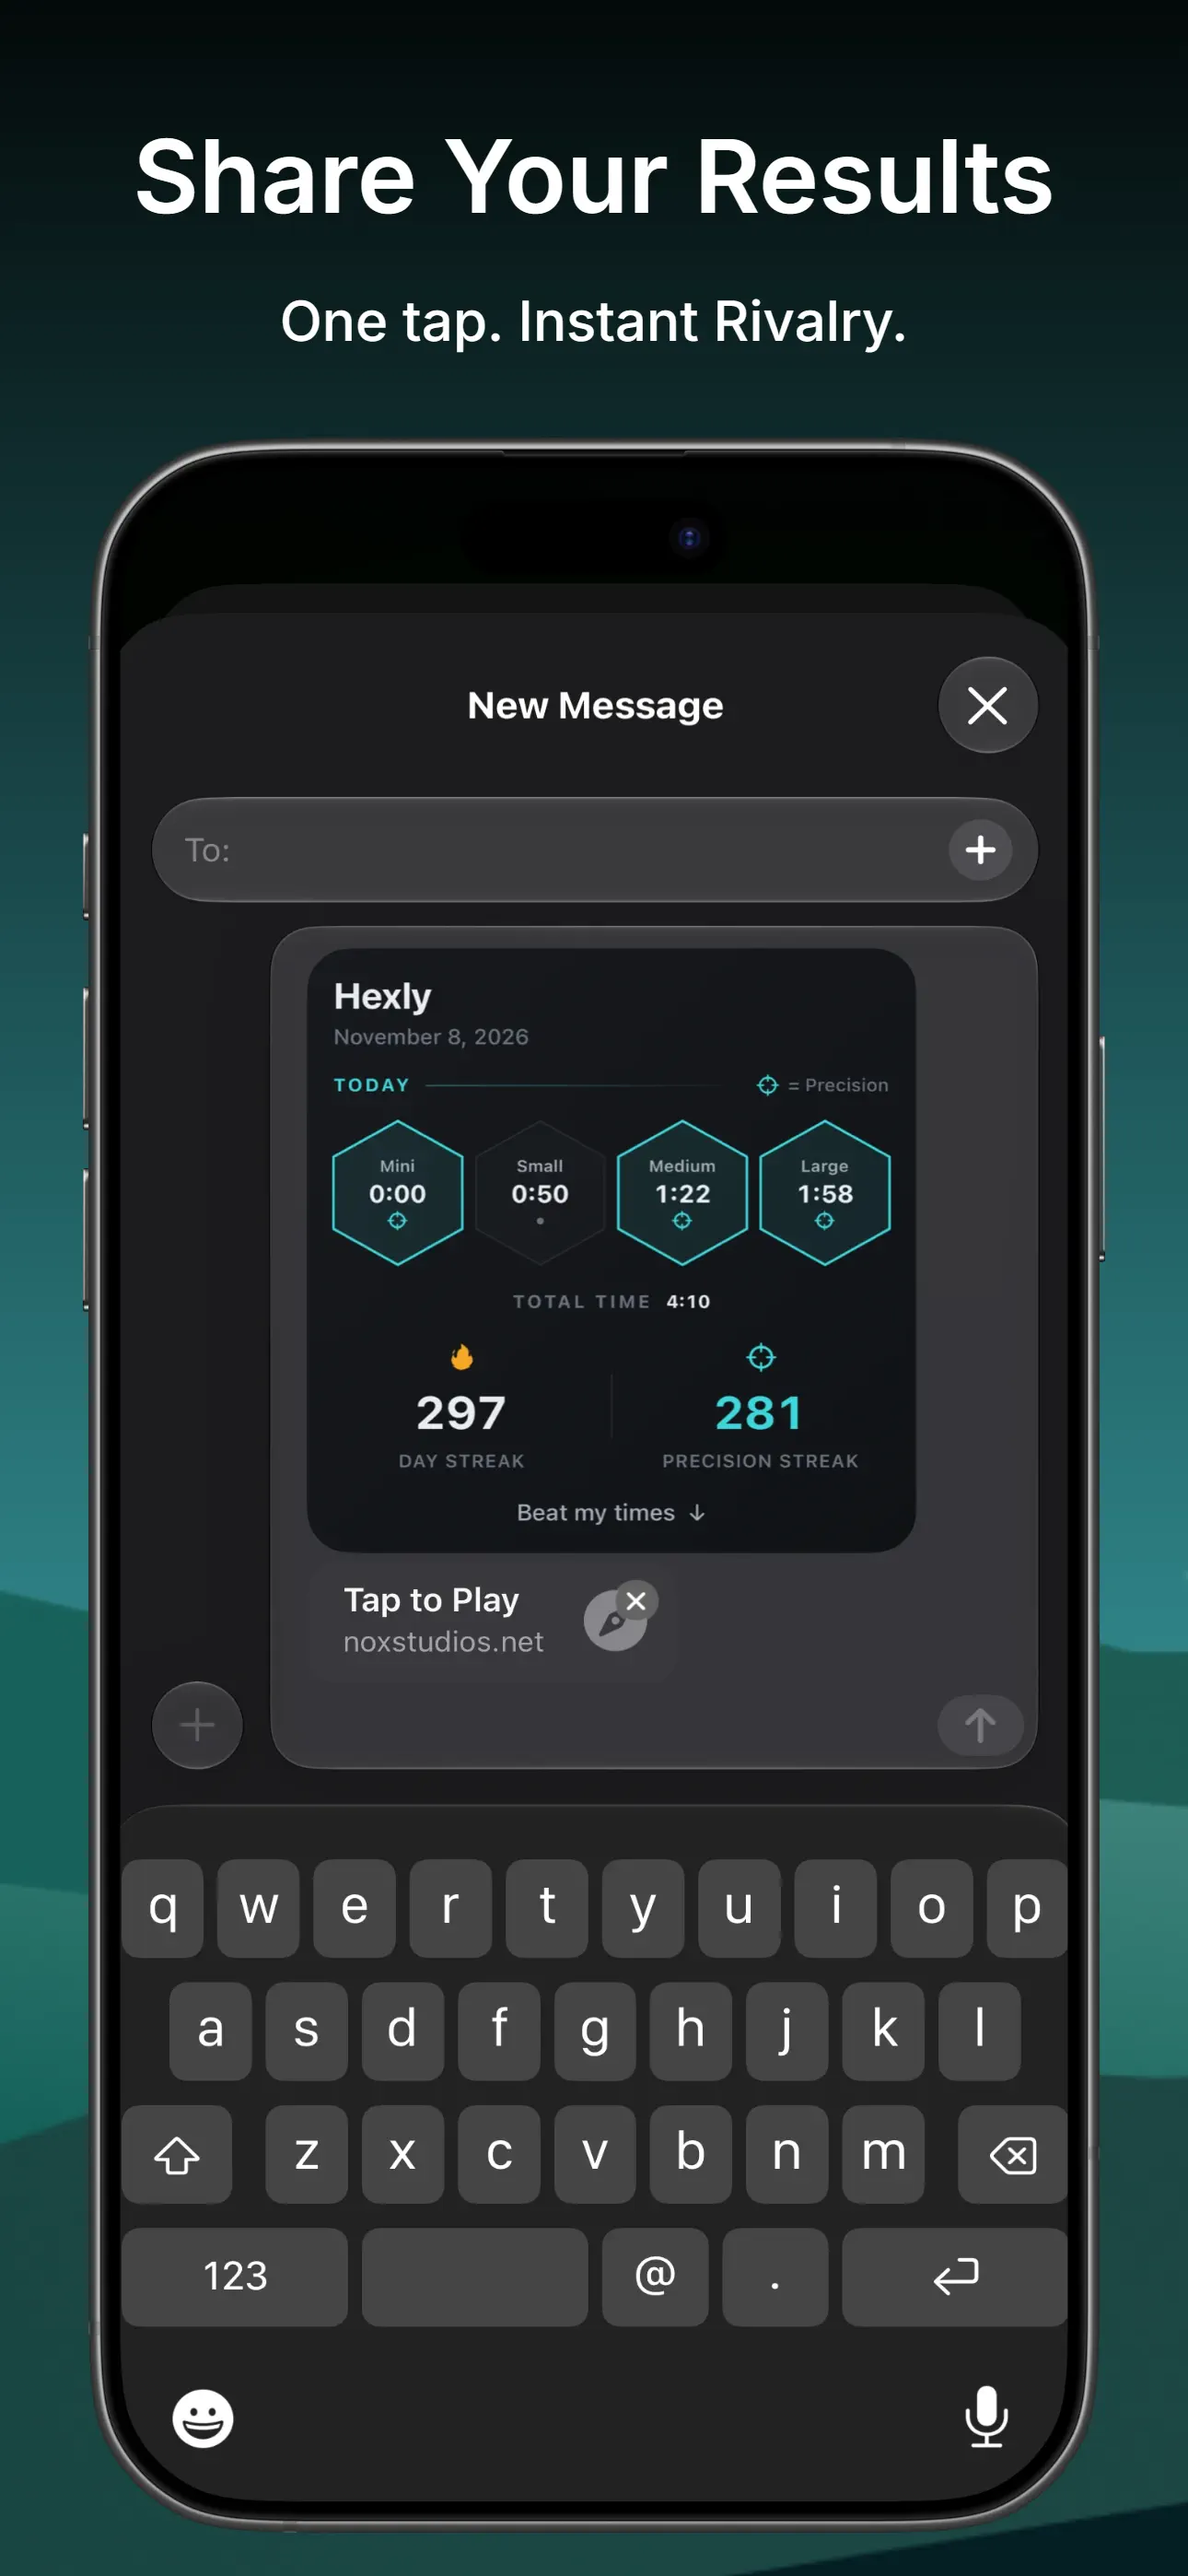 Share Your Results
One tap. Instant Rivalry.
New Message
To:
Hexly
November 8, 2026
TODAY = Precision
Mini Small Medium Large
0:00 0:50 1:22 1:58
TOTAL TIME 4:10
297 281
DAY STREAK PRECISION STREAK
Beat my times ↓
Tap to Play
noxstudios.net
q w e r t y u i o p
a s d f g h j k l
z x c v b n m
123 @ .